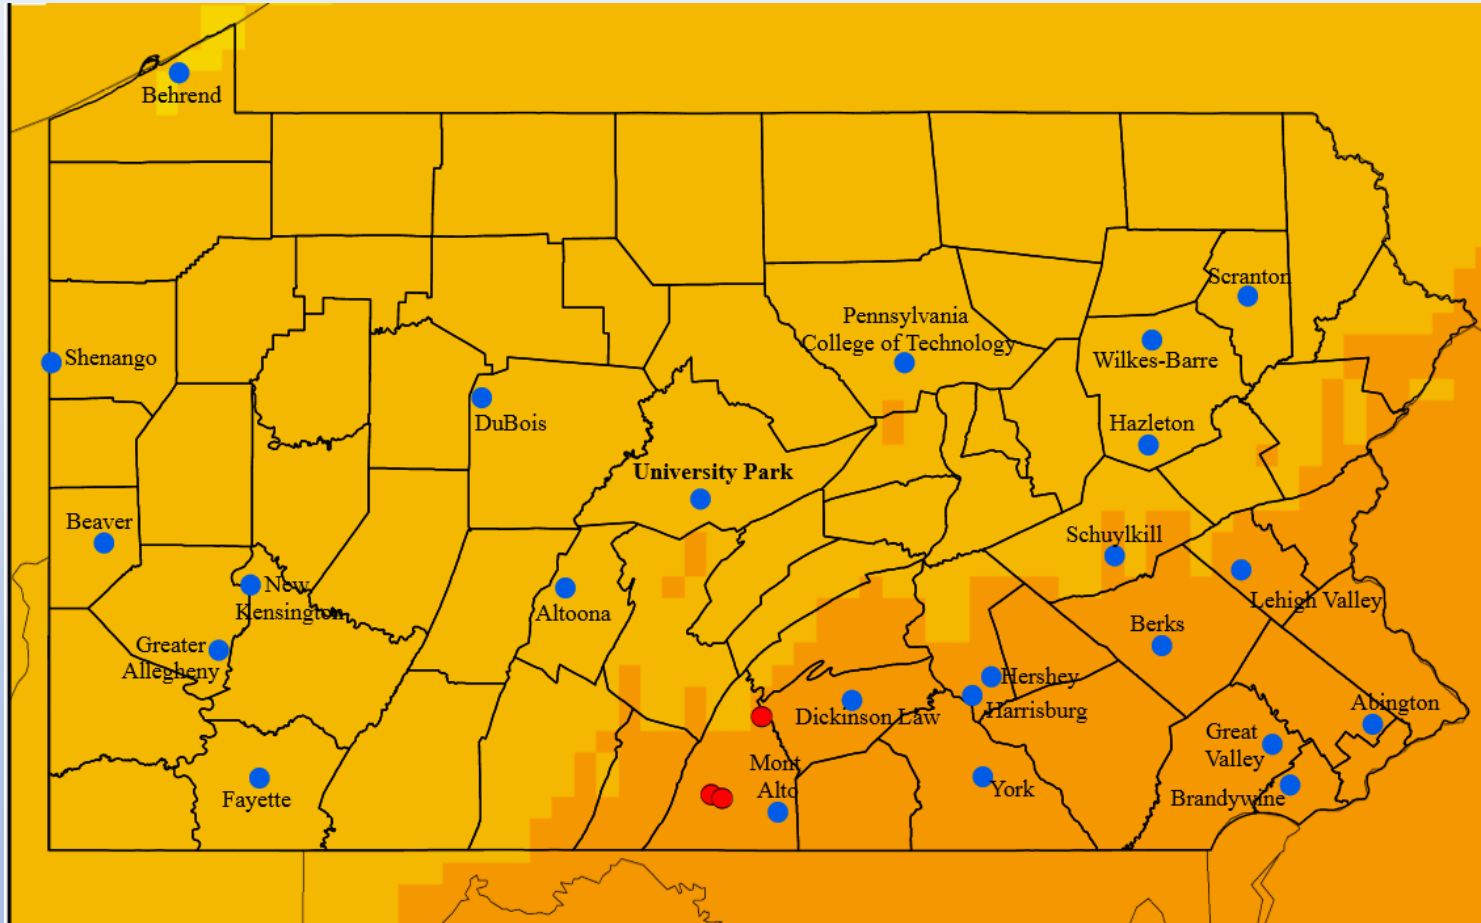 Behrend
Scranton
Pennsylvania
College of Technology
Shenango
Wilkes-Barre
DuBois
Hazleton
University Park
Beaver
Schuylkill
New
Kensington
Altoona
Lehigh Valley
Berks
Greater
Allegheny
Hershey
Harrisburg
Dickinson Law
Abington
Great
Valley
Mont
Alto
York
Fayette
Brandywine